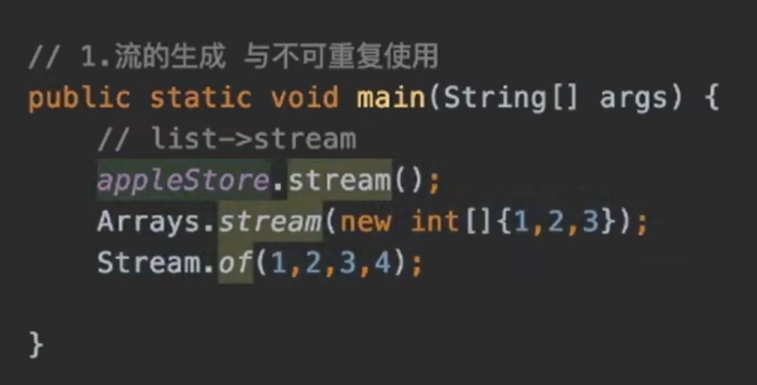 // 1.流的生成 与不可重复使用
public static void main(String[] args) {
// list->stream
appleStore.stream();
Arrays.stream(new int[]{1,2,3});
Stream.of(1,2,3,4);
}